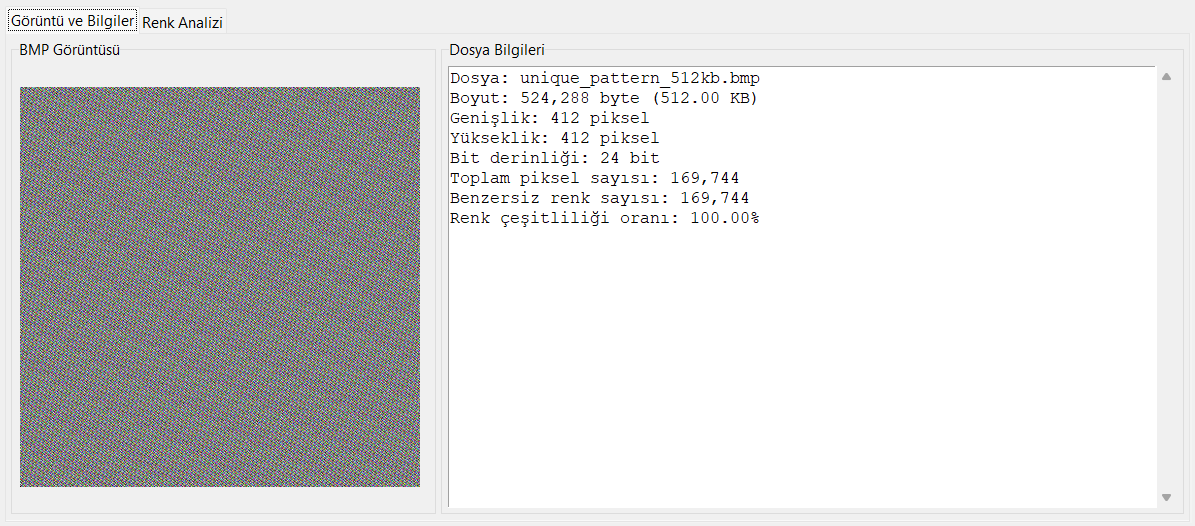 Görüntü ve Bilgiler
Renk Analizi
BMP Görüntüsü
Dosya Bilgileri
Dosya: unique_pattern_512kb.bmp
Boyut: 524,288 byte (512.00 KB)
Genişlik: 412 piksel
Yükseklik: 412 piksel
Bit derinliği: 24 bit
Toplam piksel sayısı: 169,744
Benzersiz renk sayısı: 169,744
Renk çeşitliliği oranı: 100.00%